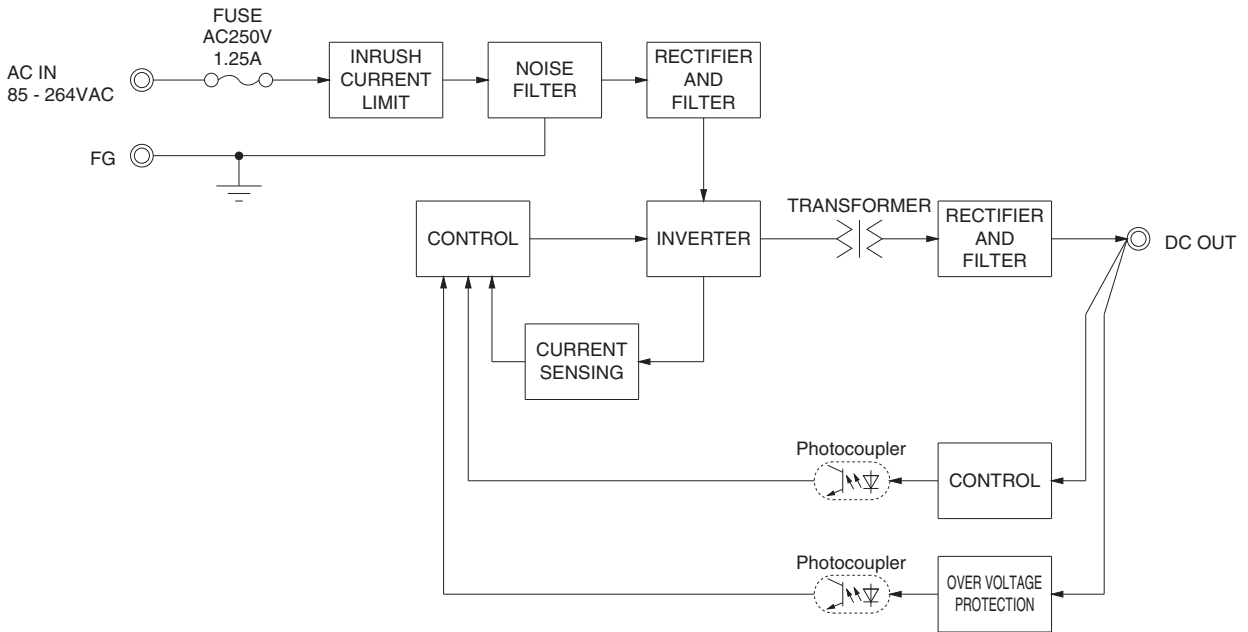 FUSE
AC250V
1.25A
AC IN
85 - 264VAC
INRUSH
CURRENT
LIMIT
NOISE
FILTER
RECTIFIER
AND
FILTER
FG
CONTROL
INVERTER
TRANSFORMER
RECTIFIER
AND
FILTER
DC OUT
CURRENT
SENSING
Photocoupler
CONTROL
Photocoupler
OVER VOLTAGE
PROTECTION